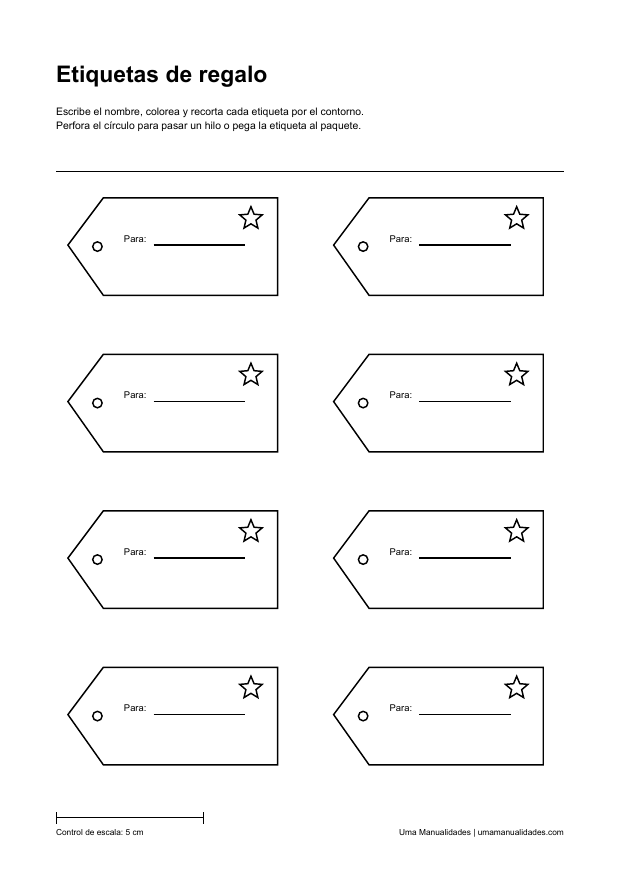 Etiquetas de regalo
Escribe el nombre, colorea y recorta cada etiqueta por el contorno.
Perfora el círculo para pasar un hilo o pega la etiqueta al paquete.
Para:
Para:
Para:
Para:
Para:
Para:
Para:
Para:
Control de escala: 5 cm
Uma Manualidades | umamanualidades.com